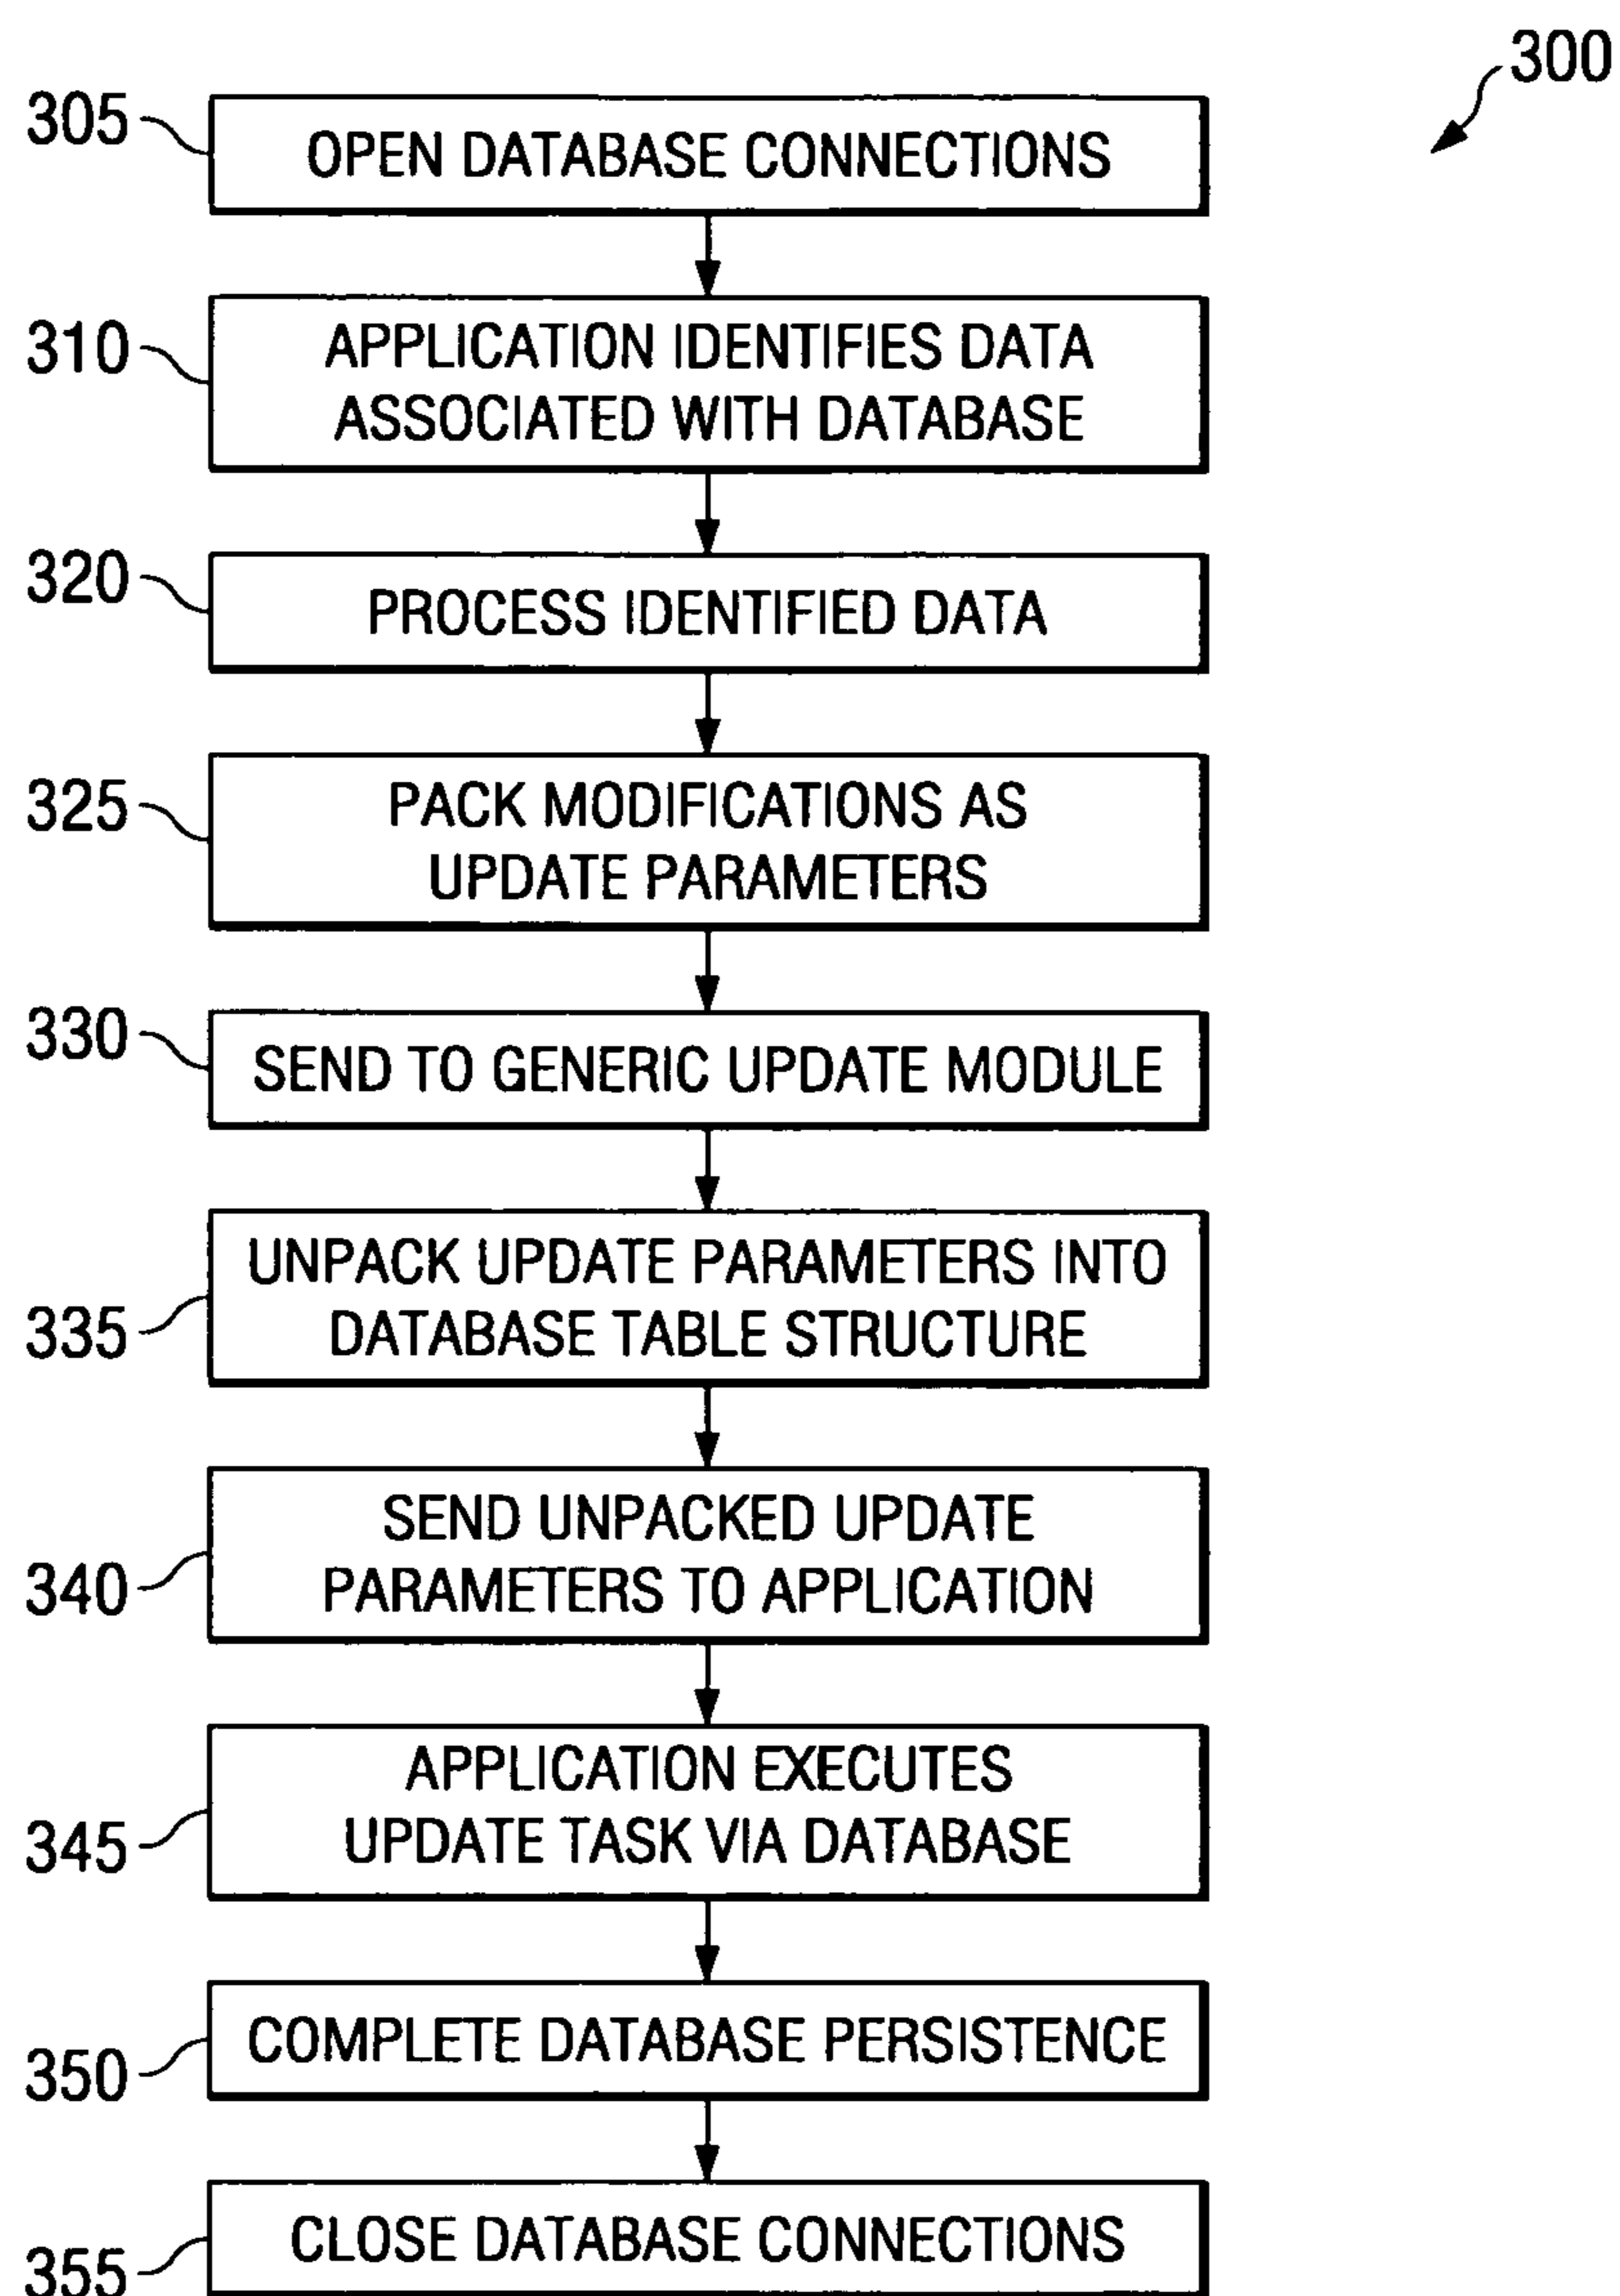 300
305
OPEN DATABASE CONNECTIONS
310
APPLICATION IDENTIFIES DATA
ASSOCIATED WITH DATABASE
320
PROCESS IDENTIFIED DATA
325
PACK MODIFICATIONS AS
UPDATE PARAMETERS
330
SEND TO GENERIC UPDATE MODULE
335
UNPACK UPDATE PARAMETERS INTO
DATABASE TABLE STRUCTURE
340
SEND UNPACKED UPDATE
PARAMETERS TO APPLICATION
345
APPLICATION EXECUTES
UPDATE TASK VIA DATABASE
350
COMPLETE DATABASE PERSISTENCE
355
CLOSE DATABASE CONNECTIONS